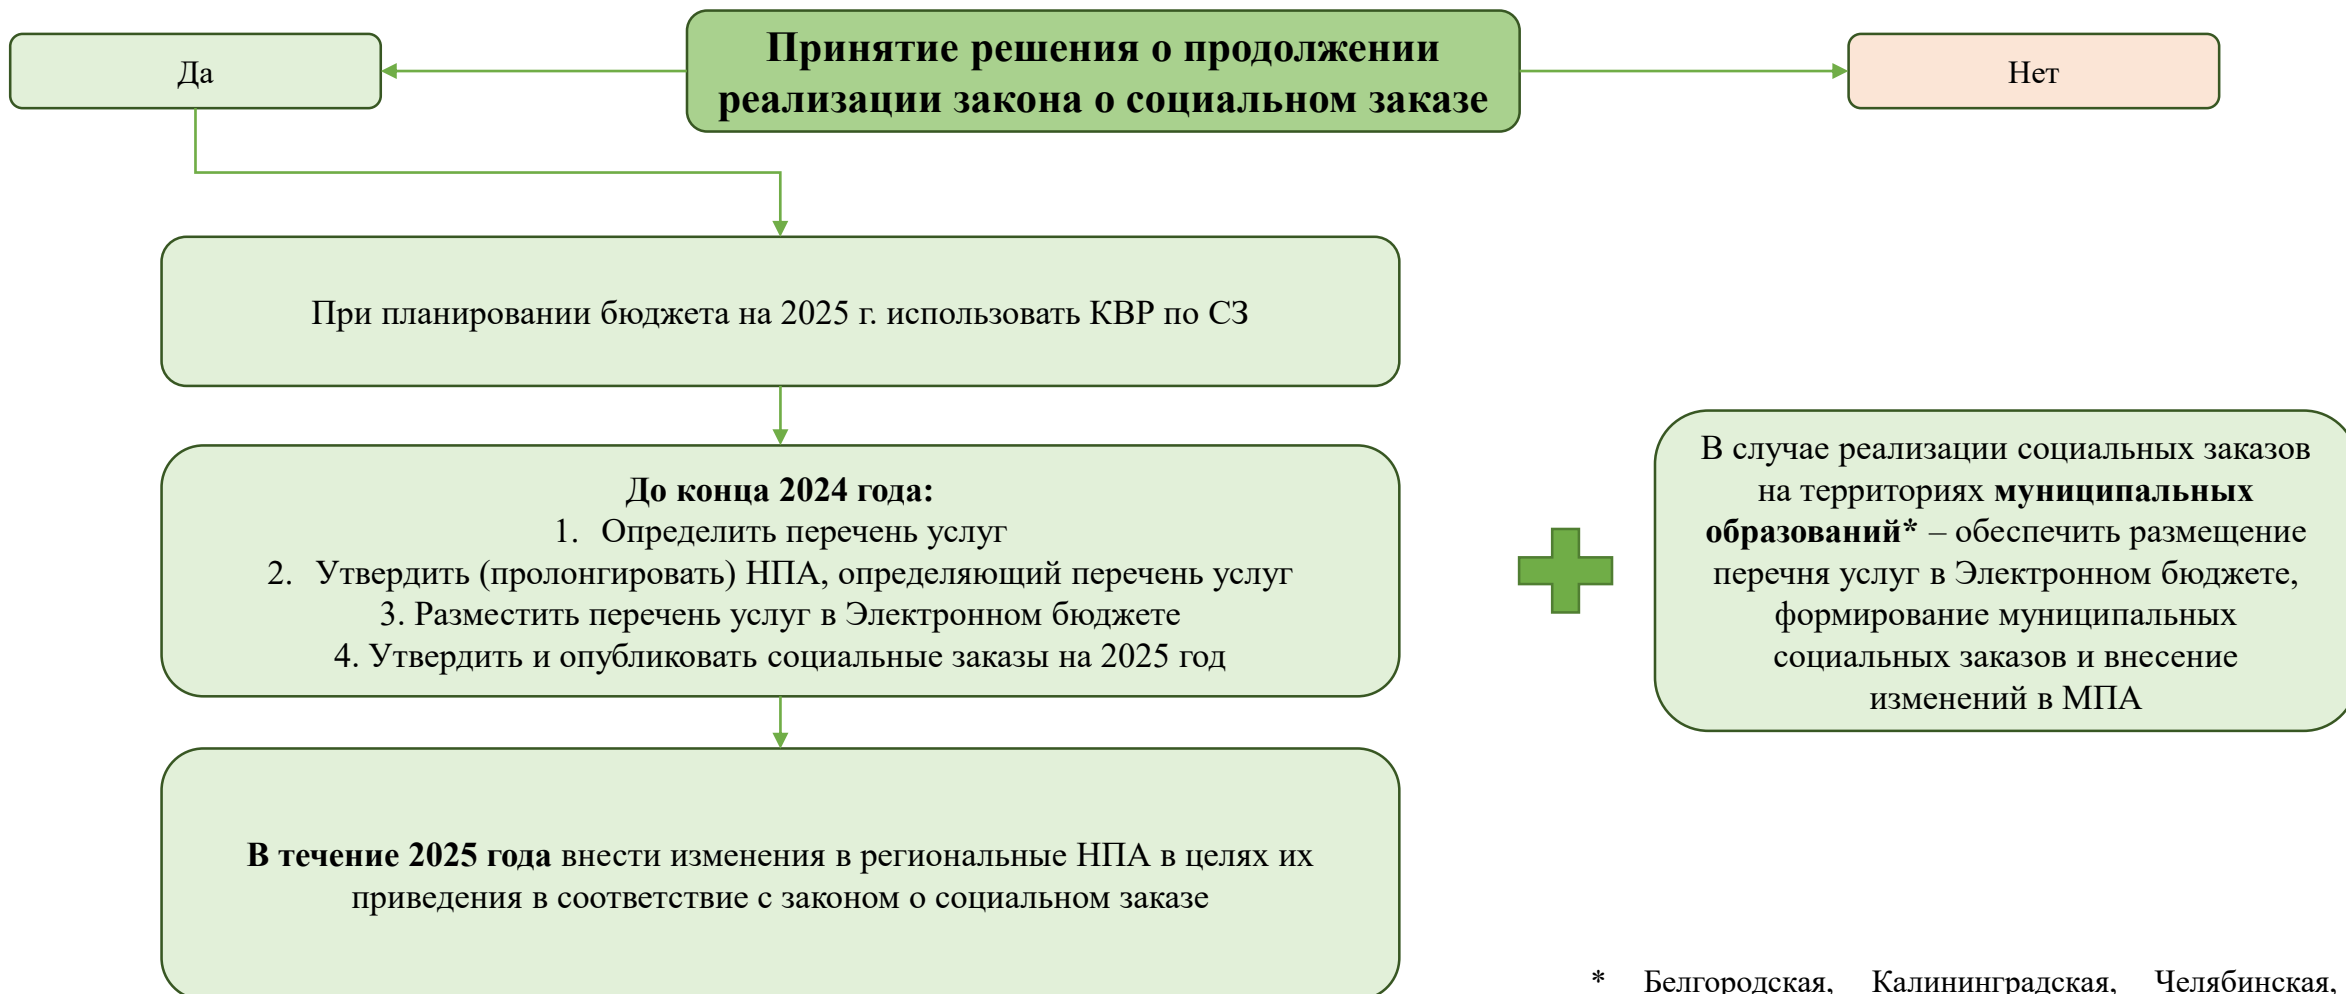 Да
Принятие решения о продолжении
реализации закона о социальном заказе
Нет
При планировании бюджета на 2025 г. использовать КВР по СЗ
До конца 2024 года:
1. Определить перечень услуг
2. Утвердить (пролонгировать) НПА, определяющий перечень услуг
3. Разместить перечень услуг в Электронном бюджете
4. Утвердить и опубликовать социальные заказы на 2025 год
В случае реализации социальных заказов
на территориях муниципальных
образований* – обеспечить размещение
перечня услуг в Электронном бюджете,
формирование муниципальных
социальных заказов и внесение
изменений в МПА
В течение 2025 года внести изменения в региональные НПА в целях их
приведения в соответствие с законом о социальном заказе
* Белгородская, Калининградская, Челябинская,